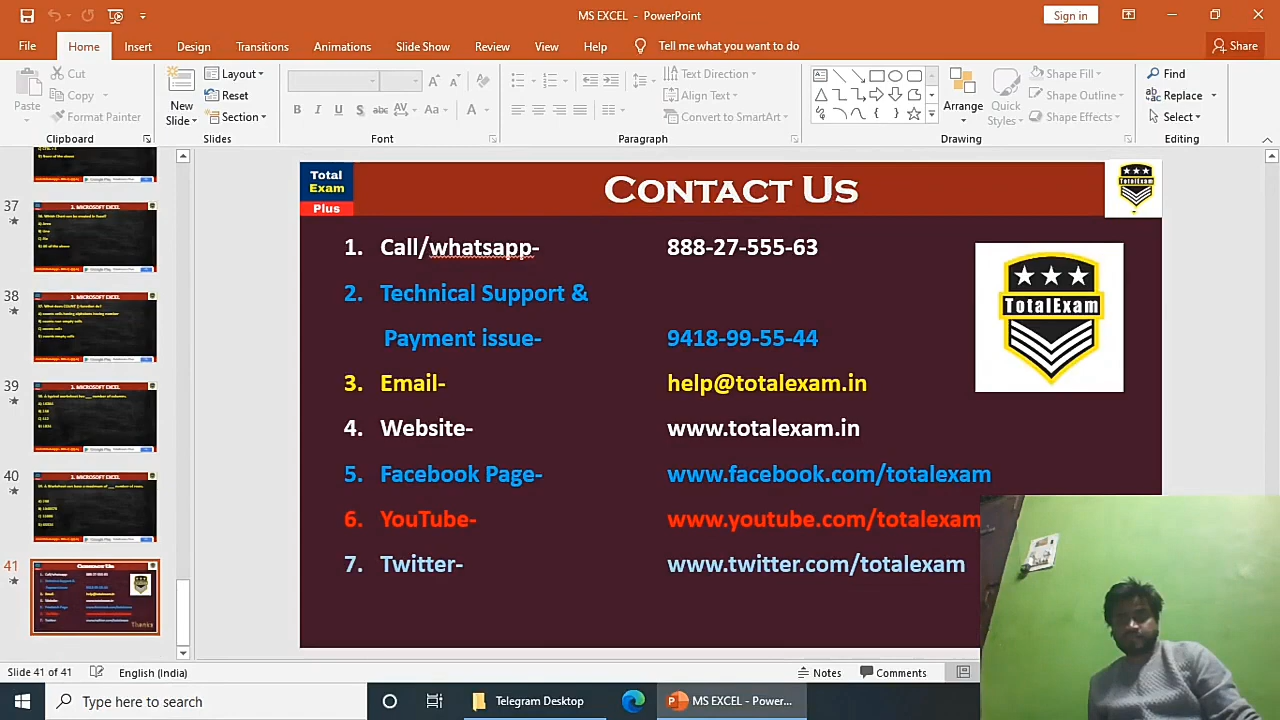 MS EXCEL - PowerPoint
Sign in
File Home Insert Design Transitions Animations Slide Show Review View Help Tell me what you want to do Share
Paste
Cut
Copy
Format Painter
Clipboard
New Slide
Layout
Reset
Section
Slides
Font
Text Direction
Align Text
Convert to SmartArt
Paragraph
Arrange
Quick Styles
Shape Fill
Shape Outline
Shape Effects
Drawing
Find
Replace
Select
Editing
37
38
39
40
41
Total Exam Plus
CONTACT US
TotalExam
1. Call/whatsapp- 888-27-555-63
2. Technical Support &
Payment issue- 9418-99-55-44
3. Email- help@totalexam.in
4. Website- www.totalexam.in
5. Facebook Page- www.facebook.com/totalexam
6. YouTube- www.youtube.com/totalexam
7. Twitter- www.twitter.com/totalexam
TotalExam
Slide 41 of 41 English (India) Notes Comments
Type here to search Telegram Desktop MS EXCEL - Power...